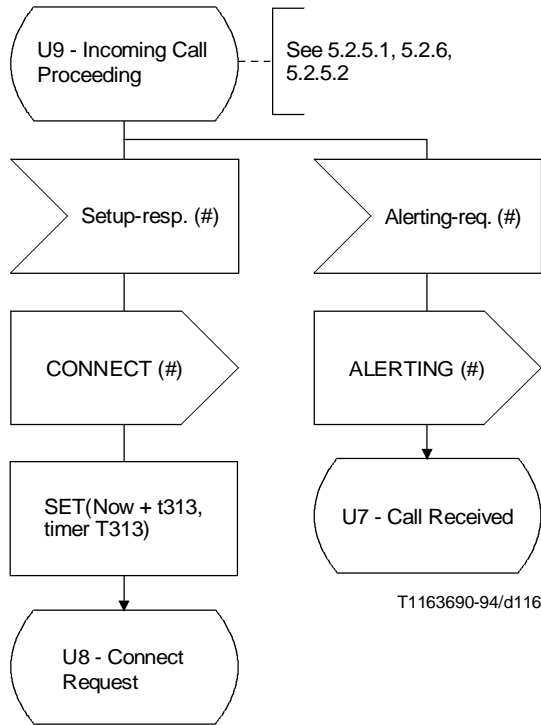 U9 - Incoming Call
Proceeding
See 5.2.5.1, 5.2.6,
5.2.5.2
Setup-resp. (#)
Alerting-req. (#)
CONNECT (#)
ALERTING (#)
SET(Now + t313,
timer T313)
U7 - Call Received
T1163690-94/d116
U8 - Connect
Request